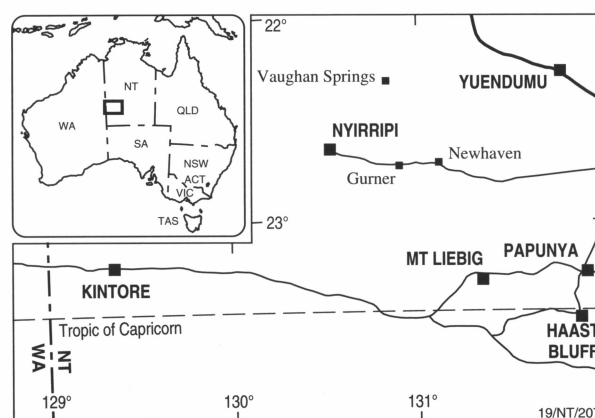 22°
NT
WA
QLD
SA
NSW
ACT
VIC
TAS
Vaughan Springs
YUENDUMU
NYIRRIPI
Newhaven
Gurner
23°
MT LIEBIG
PAPUNYA
KINTORE
HAAST
BLUFF
Tropic of Capricorn
NT
WA
129°
130°
131°